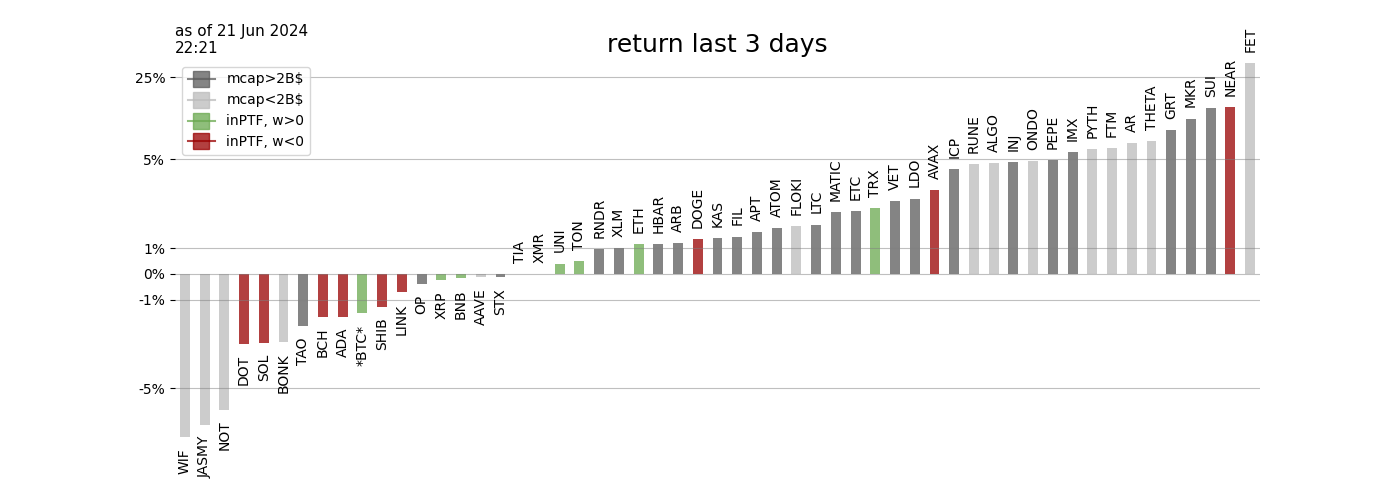 as of 21 Jun 2024
22:21
return last 3 days
mcap>2B$
mcap<2B$
inPTF, w>0
inPTF, w<0
25%
5%
1%
0%
-1%
-5%
WIF
JASMY
NOT
DOT
SOL
BONK
TAO
BCH
ADA
*BTC*
SHIB
LINK
OP
XRP
BNB
AAVE
STX
TIA
XMR
UNI
TON
RNDR
XLM
ETH
HBAR
ARB
DOGE
KAS
FIL
APT
ATOM
FLOKI
LTC
MATIC
ETC
TRX
VET
LDO
AVAX
ICP
RUNE
ALGO
INJ
ONDO
PEPE
IMX
PYTH
FTM
AR
THETA
GRT
MKR
SUI
NEAR
FET